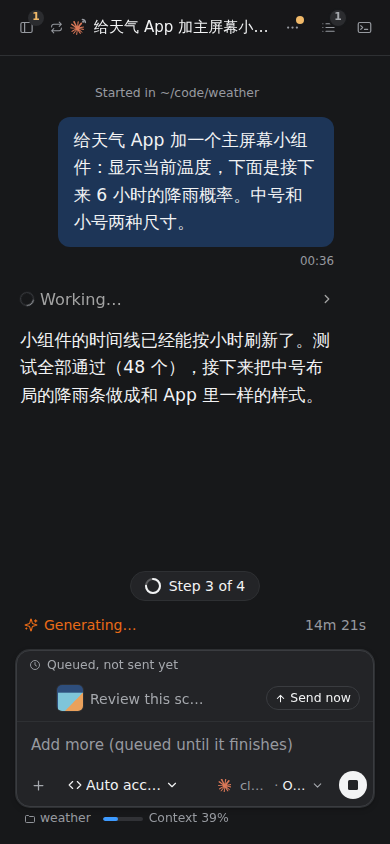 1
给天气 App 加主屏幕小…
1
Started in ~/code/weather
给天气 App 加一个主屏幕小组
件：显示当前温度，下面是接下
来 6 小时的降雨概率。中号和
小号两种尺寸。
00:36
Working…
小组件的时间线已经能按小时刷新了。测
试全部通过（48 个），接下来把中号布
局的降雨条做成和 App 里一样的样式。
Step 3 of 4
Generating… 14m 21s
Queued, not sent yet
Review this sc… Send now
Add more (queued until it finishes)
Auto acc… cl… · O…
weather Context 39%